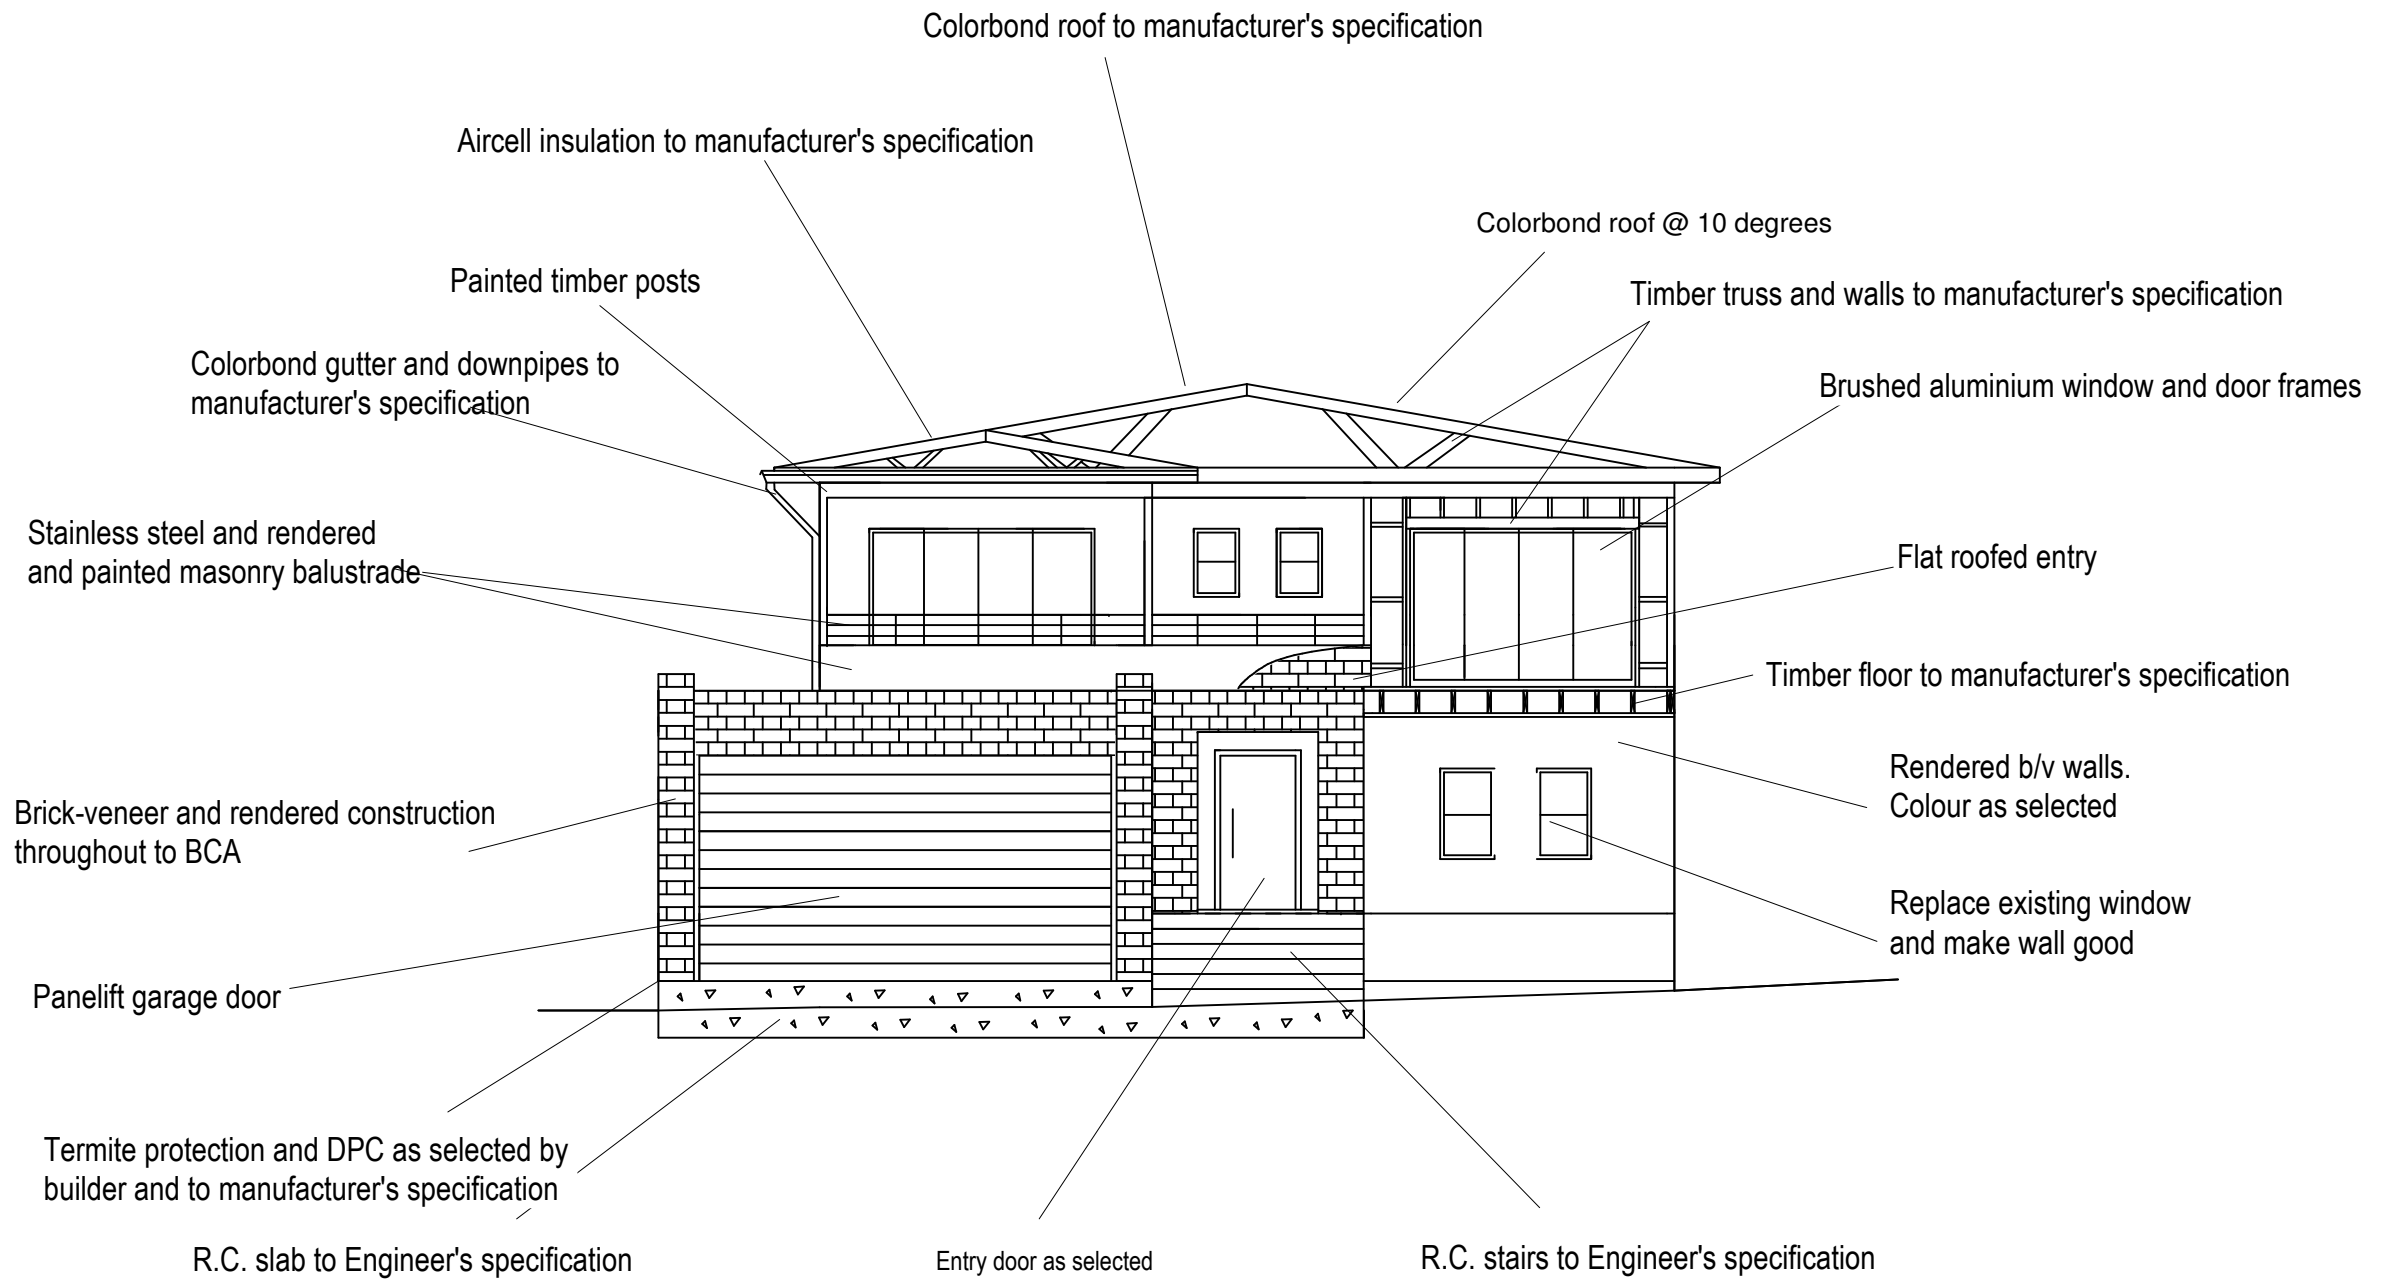 Colorbond roof to manufacturer's specification
Aircell insulation to manufacturer's specification
Colorbond roof @ 10 degrees
Painted timber posts
Timber truss and walls to manufacturer's specification
Colorbond gutter and downpipes to
manufacturer's specification
Brushed aluminium window and door frames
Stainless steel and rendered
and painted masonry balustrade
Flat roofed entry
Timber floor to manufacturer's specification
Rendered b/v walls.
Colour as selected
Brick-veneer and rendered construction
throughout to BCA
Replace existing window
and make wall good
Panelift garage door
Termite protection and DPC as selected by
builder and to manufacturer's specification
R.C. slab to Engineer's specification
Entry door as selected
R.C. stairs to Engineer's specification